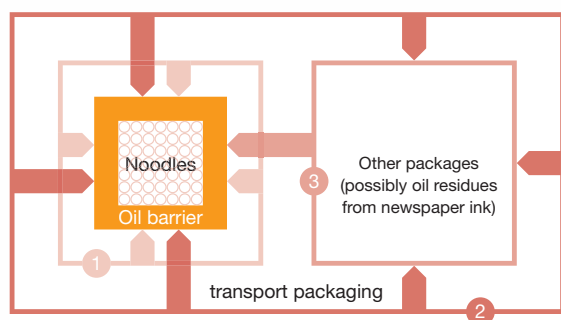 Noodles
Oil barrier
1
Other packages
(possibly oil residues
from newspaper ink)
3
transport packaging
2